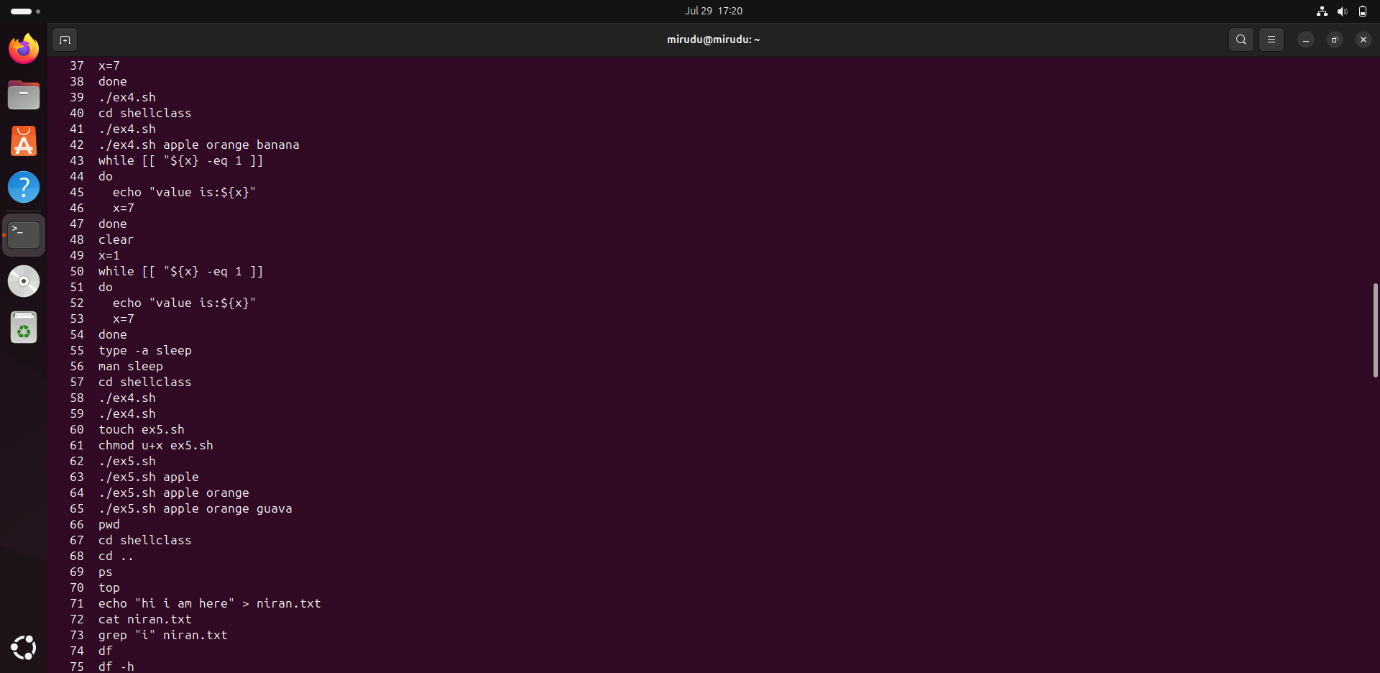 Jul 29 17:20
mirudu@mirudu: ~
37 x=7
38 done
39 ./ex4.sh
40 cd shellclass
41 ./ex4.sh
42 ./ex4.sh apple orange banana
43 while [[ "${x} -eq 1 ]]
44 do
45   echo "value is:${x}"
46   x=7
47 done
48 clear
49 x=1
50 while [[ "${x} -eq 1 ]]
51 do
52   echo "value is:${x}"
53   x=7
54 done
55 type -a sleep
56 man sleep
57 cd shellclass
58 ./ex4.sh
59 ./ex4.sh
60 touch ex5.sh
61 chmod u+x ex5.sh
62 ./ex5.sh
63 ./ex5.sh apple
64 ./ex5.sh apple orange
65 ./ex5.sh apple orange guava
66 pwd
67 cd shellclass
68 cd ..
69 ps
70 top
71 echo "hi i am here" > niran.txt
72 cat niran.txt
73 grep "i" niran.txt
74 df
75 df -h